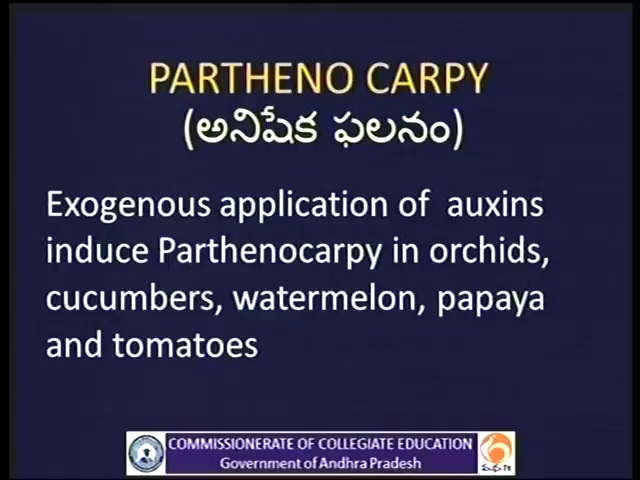 PARTHENO CARPY
(అనిషేక ఫలనం)
Exogenous application of auxins
induce Parthenocarpy in orchids,
cucumbers, watermelon, papaya
and tomatoes
COMMISSIONERATE OF COLLEGIATE EDUCATION
Government of Andhra Pradesh